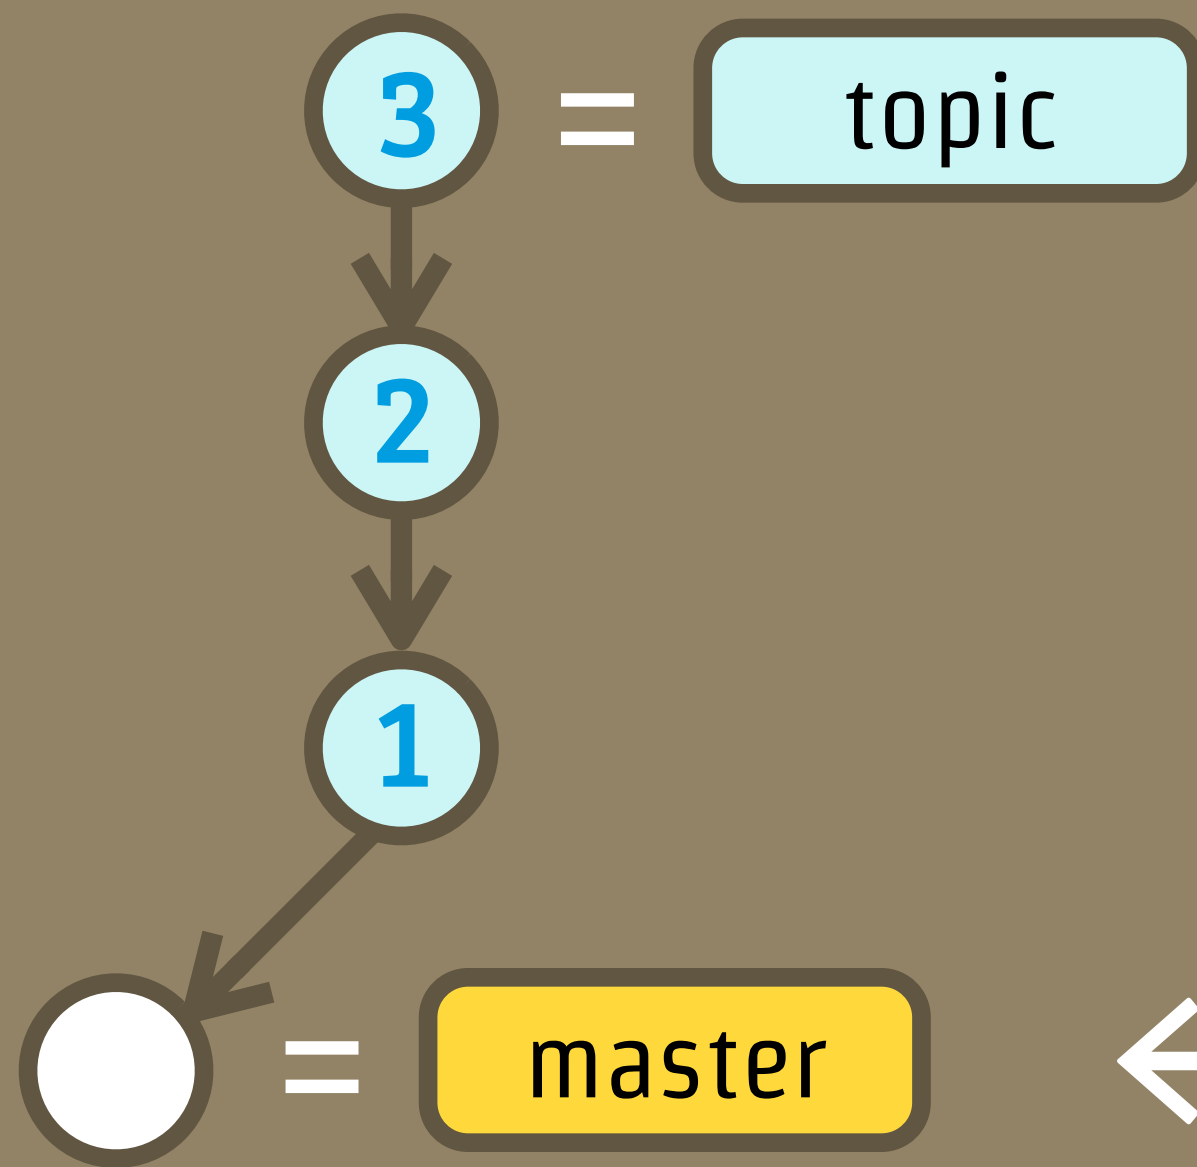 3 = topic
2
1
= master